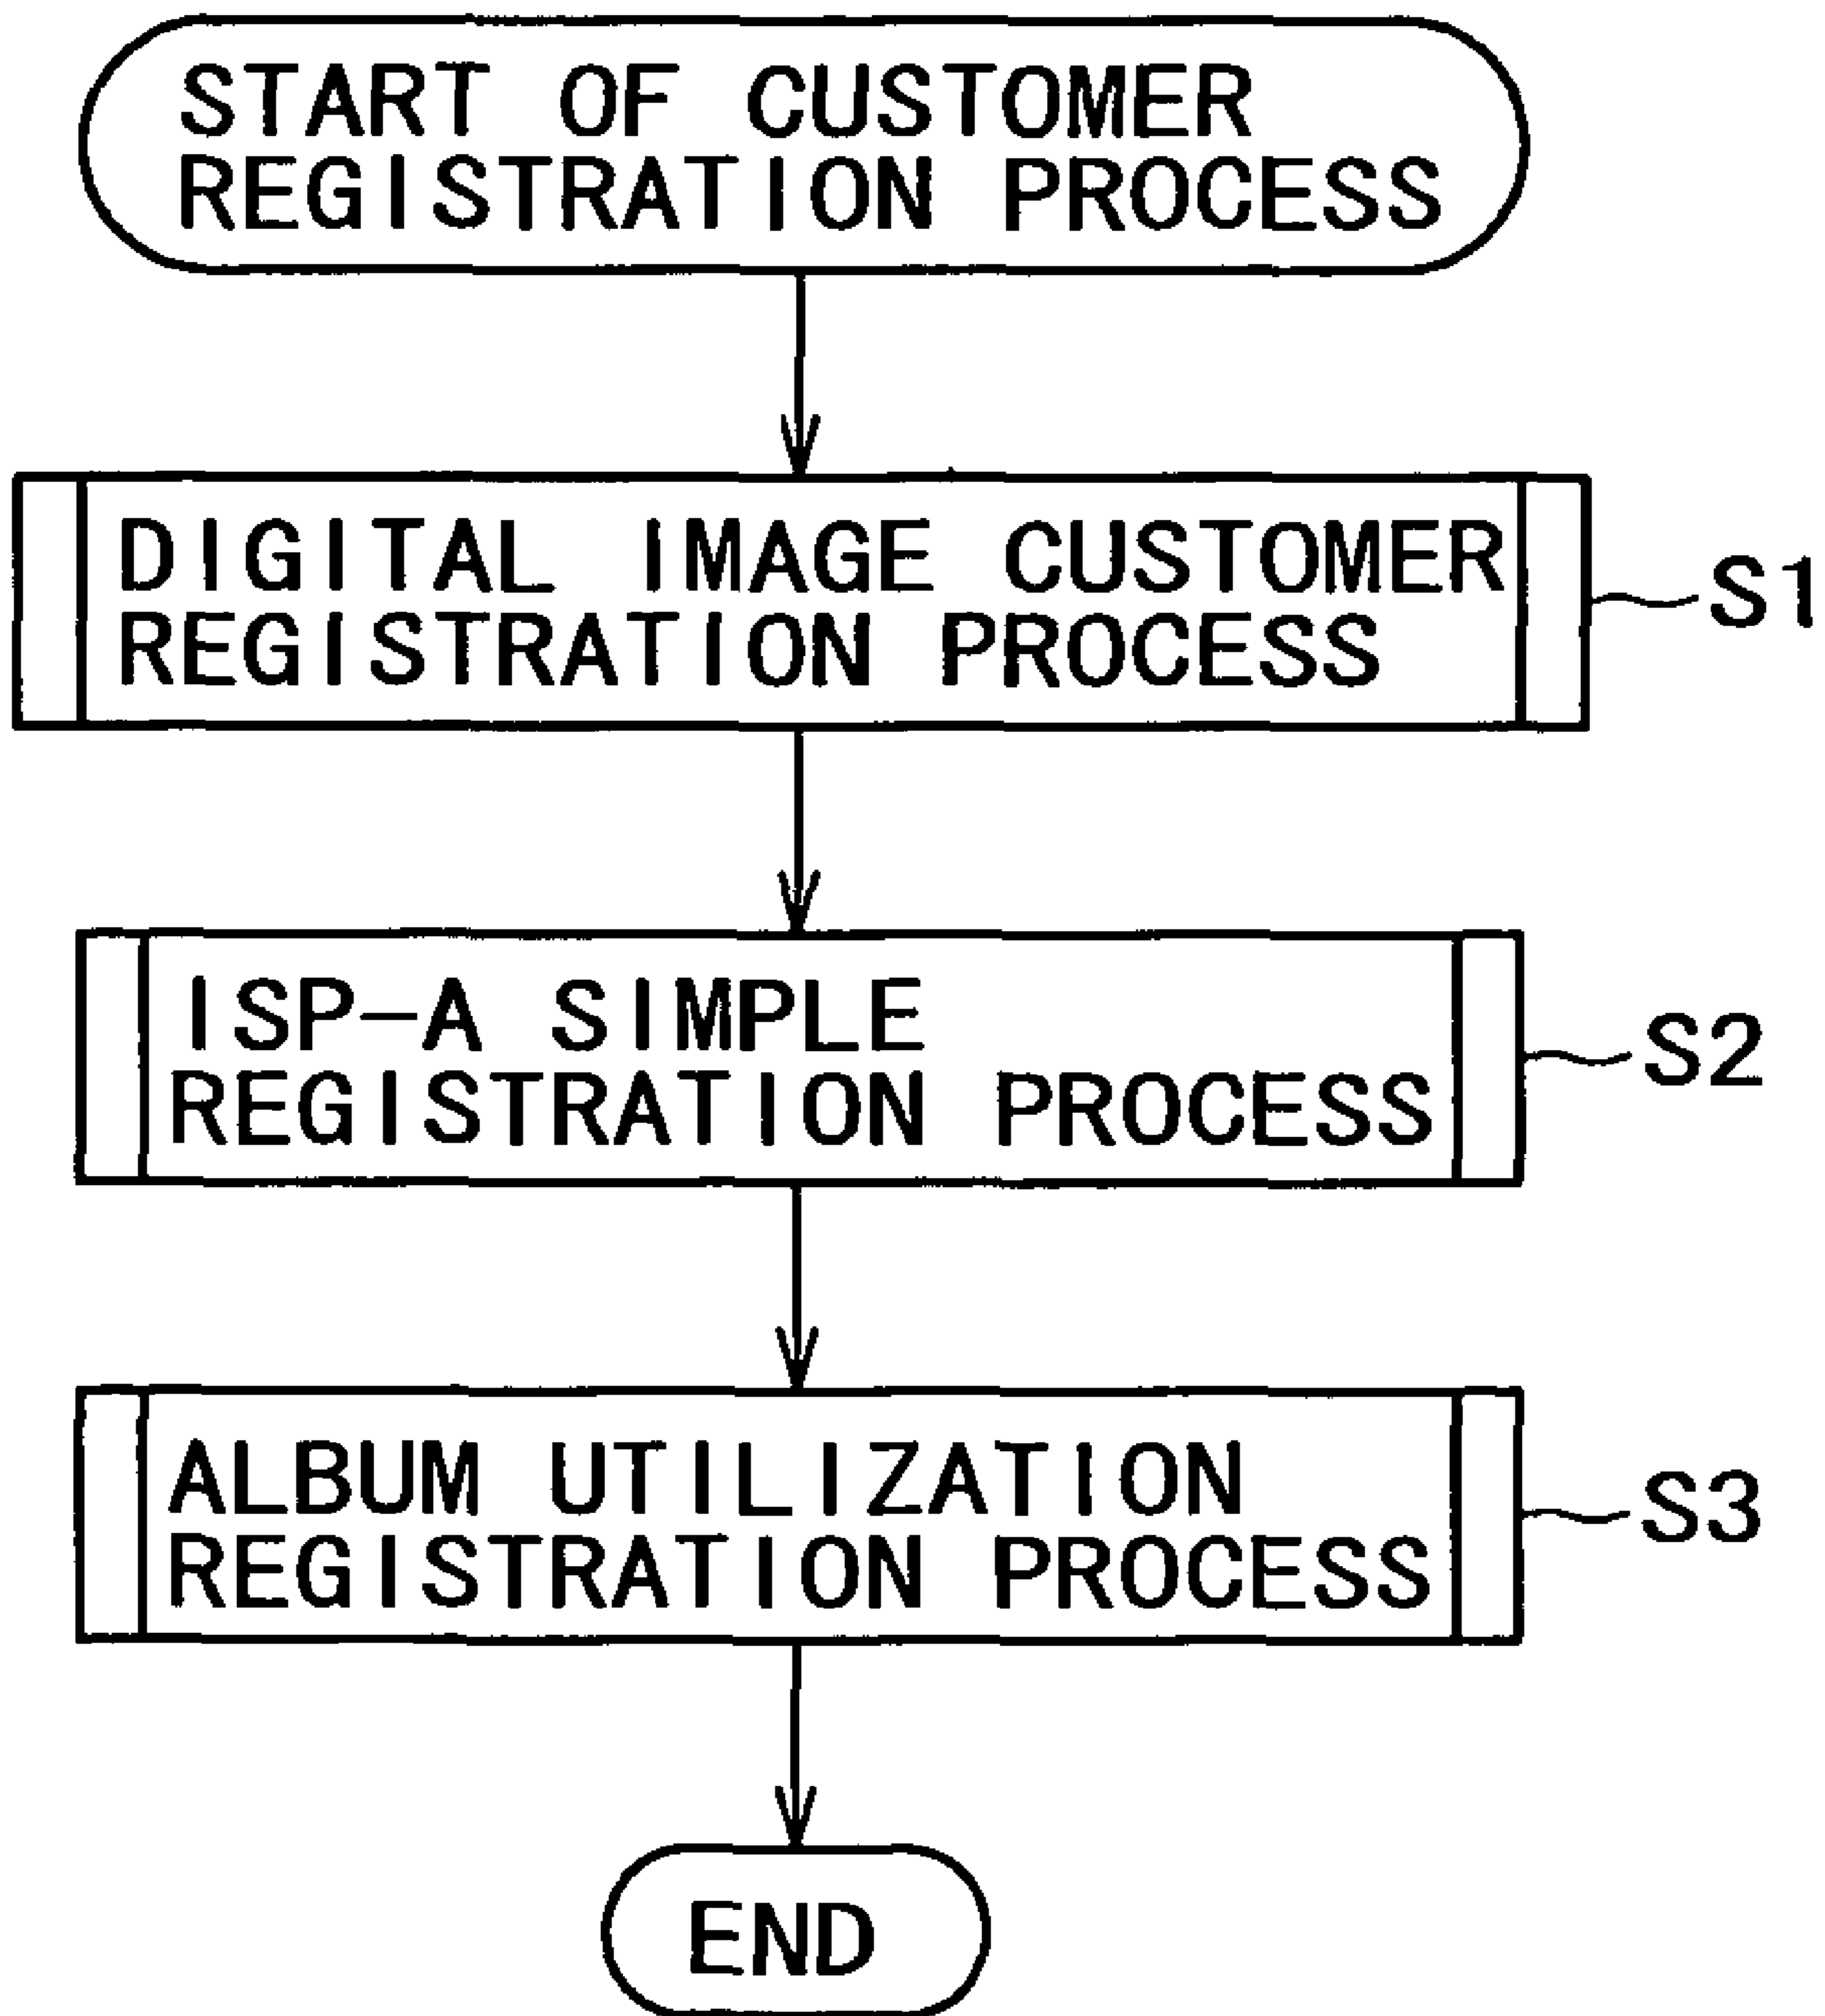 START OF CUSTOMER
REGISTRATION PROCESS
DIGITAL IMAGE CUSTOMER
REGISTRATION PROCESS
S1
ISP-A SIMPLE
REGISTRATION PROCESS
S2
ALBUM UTILIZATION
REGISTRATION PROCESS
S3
END